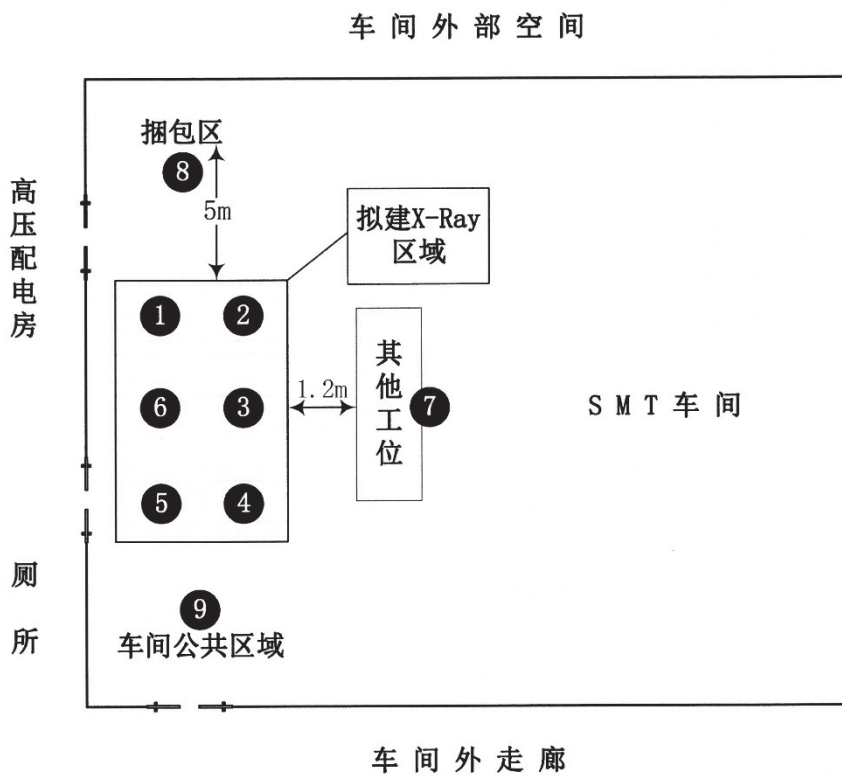 车间外部空间
捆包区
8
5m
高压配电房
拟建X-Ray
区域
1
2
6
3
1.2m
其他工位
7
SMT车间
5
4
厕所
9
车间公共区域
车间外走廊